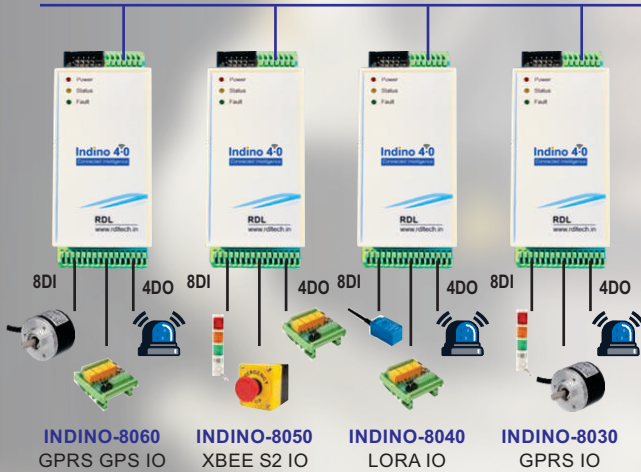 Power
Status
Fault
Indino 4.0
Connected Intelligence
RDL
www.rdltech.in
Power
Status
Fault
Indino 4.0
Connected Intelligence
RDL
www.rdltech.in
Power
Status
Fault
Indino 4.0
Connected Intelligence
RDL
www.rdltech.in
Power
Status
Fault
Indino 4.0
Connected Intelligence
RDL
www.rdltech.in
8DI 4DO 8DI 4DO 8DI 4DO 8DI 4DO
EMERGENCY
INDINO-8060 INDINO-8050 INDINO-8040 INDINO-8030
GPRS GPS IO XBEE S2 IO LORA IO GPRS IO